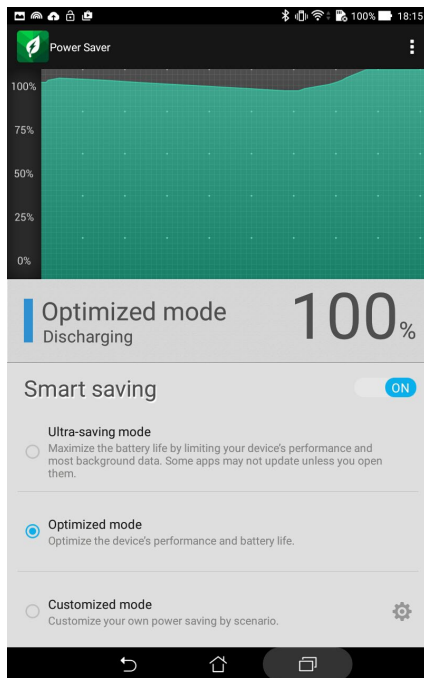 100% 18:15
Power Saver
100%
75%
50%
25%
0%
Optimized mode
Discharging
100%
Smart saving
ON
Ultra-saving mode
Maximize the battery life by limiting your device's performance and
most background data. Some apps may not update unless you open
them.
Optimized mode
Optimize the device's performance and battery life.
Customized mode
Customize your own power saving by scenario.